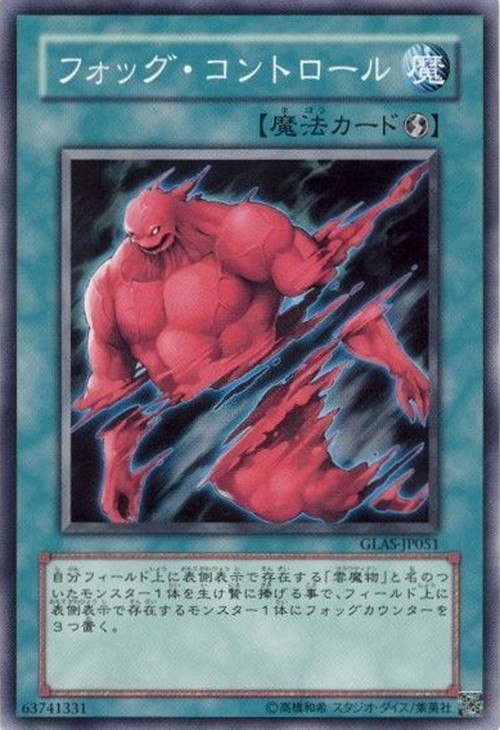 フォッグ・コントロール 魔
【魔法カード】
GLAS-JP051
自分フィールド上に表側表示で存在する「雲魔物」と名のつ
いたモンスター1体を生け贄に捧げる事で、フィールド上に
表側表示で存在するモンスター1体にフォッグカウンターを
3つ置く。
63741331
©高橋和希 スタジオ・ダイス/集英社